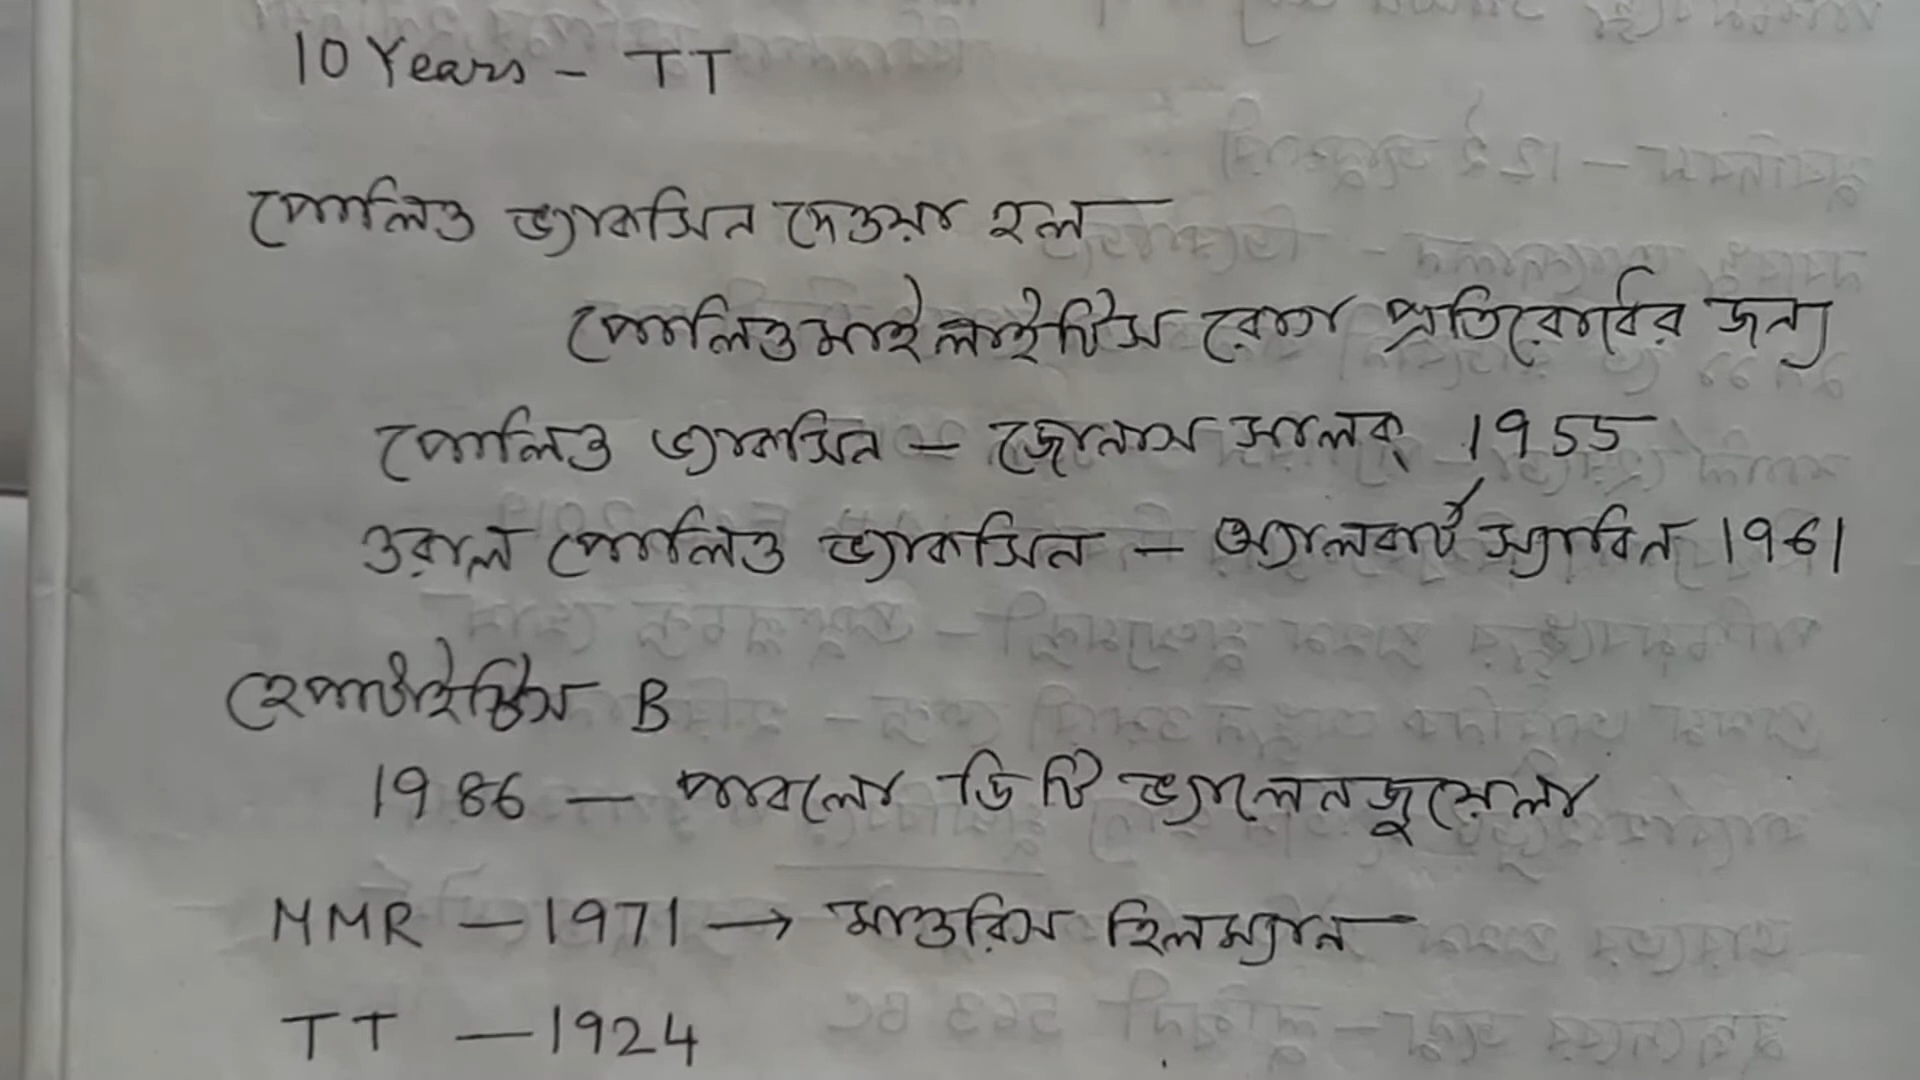 10 Years - TT
পোলিও ভ্যাকসিন দেওয়া হল
পোলিওমাইলাইটিস রোগ প্রতিরোধের জন্য
পোলিও ভ্যাকসিন - জোনাস সালক্ 1955
ওরাল পোলিও ভ্যাকসিন - অ্যালবার্ট স্যাবিন 1961
হেপাটাইটিস B
1986 - পাবলো ডি টি ভ্যালেনজুয়েলা
MMR - 1971 → মাওরিস হিলম্যান
TT - 1924